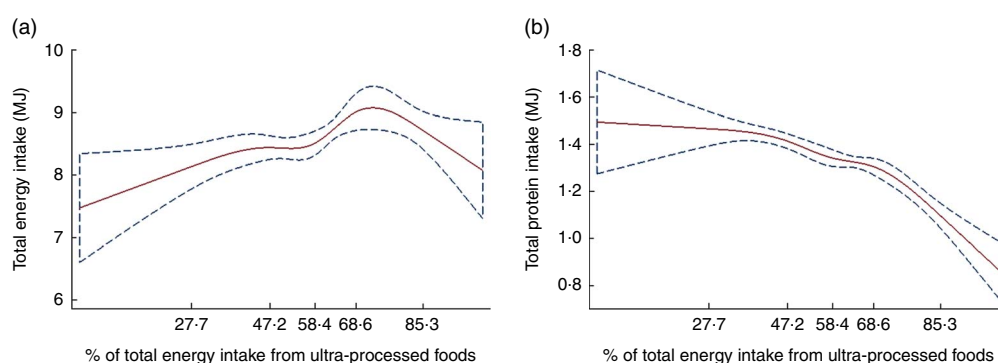 (a)
10
9
8
7
6
Total energy intake (MJ)
27·7 47·2 58·4 68·6 85·3
% of total energy intake from ultra-processed foods
(b)
1·8
1·6
1·4
1·2
1·0
0·8
Total protein intake (MJ)
27·7 47·2 58·4 68·6 85·3
% of total energy intake from ultra-processed foods